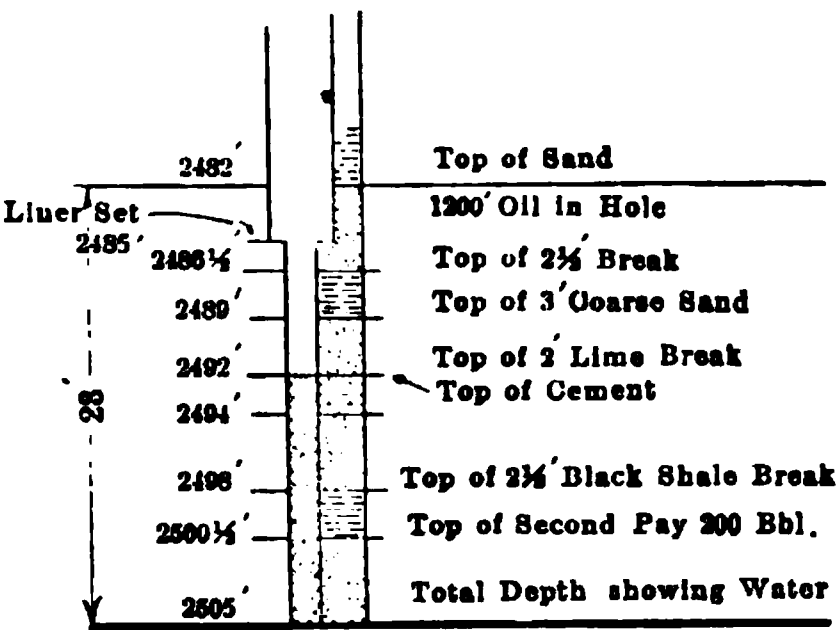 2482'
Top of Sand
1200' Oil in Hole
Liner Set
2485'
2486½'
Top of 2½' Break
2489'
Top of 3' Coarse Sand
2492'
Top of 2' Lime Break
Top of Cement
28'
2494'
2498'
Top of 2½' Black Shale Break
2500½'
Top of Second Pay 200 Bbl.
2505'
Total Depth showing Water